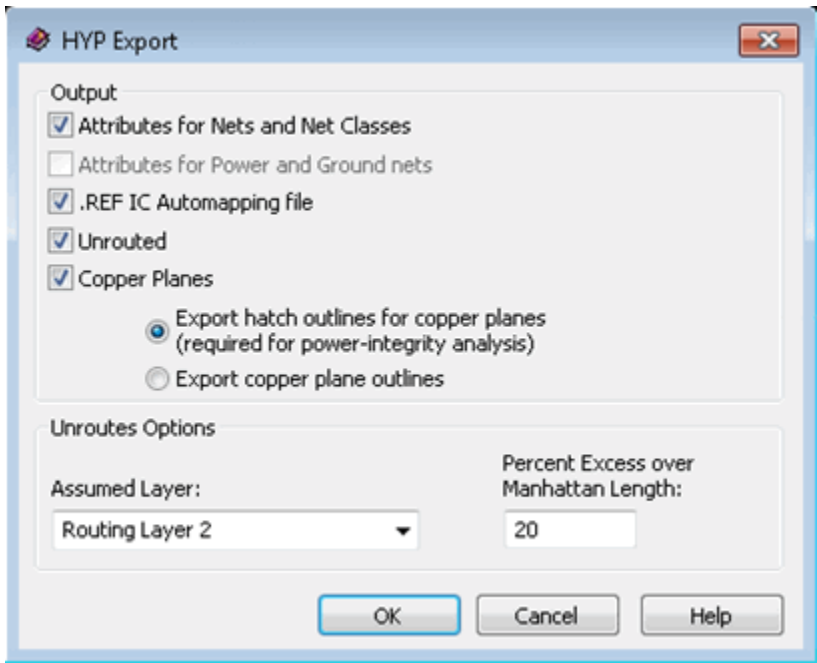 HYP Export
Output
Attributes for Nets and Net Classes
Attributes for Power and Ground nets
.REF IC Automapping file
Unrouted
Copper Planes
Export hatch outlines for copper planes
(required for power-integrity analysis)
Export copper plane outlines
Unroutes Options
Percent Excess over
Assumed Layer: Manhattan Length:
Routing Layer 2 20
OK Cancel Help